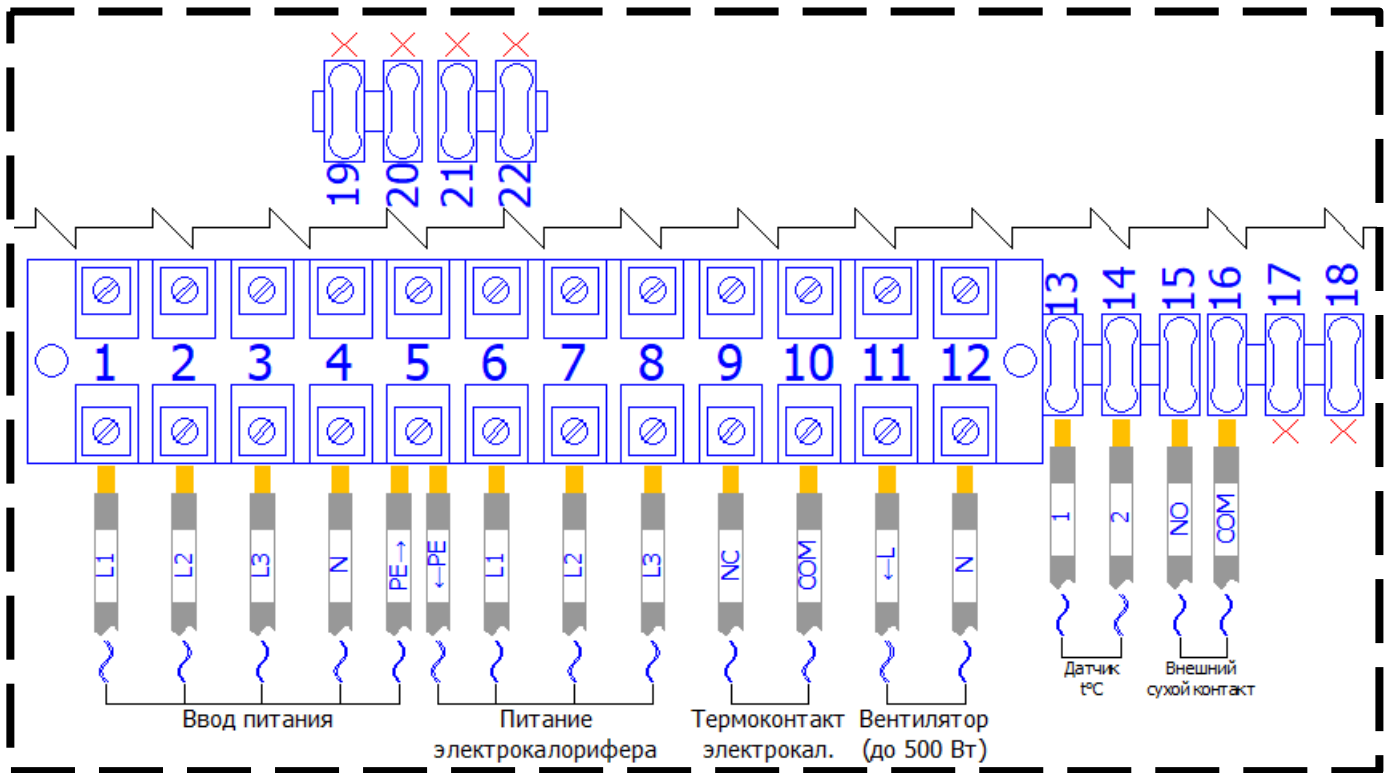 19 20 21 22
13 14 15 16 17 18
1 2 3 4 5 6 7 8 9 10 11 12
L1 L2 L3 N PE→ ←PE L1 L2 L3 NC COM ←L N
1 2 NO COM
Датчик
t°C
Внешний
сухой контакт
Ввод питания
Питание
электрокалорифера
Термоконтакт
электрокал.
Вентилятор
(до 500 Вт)